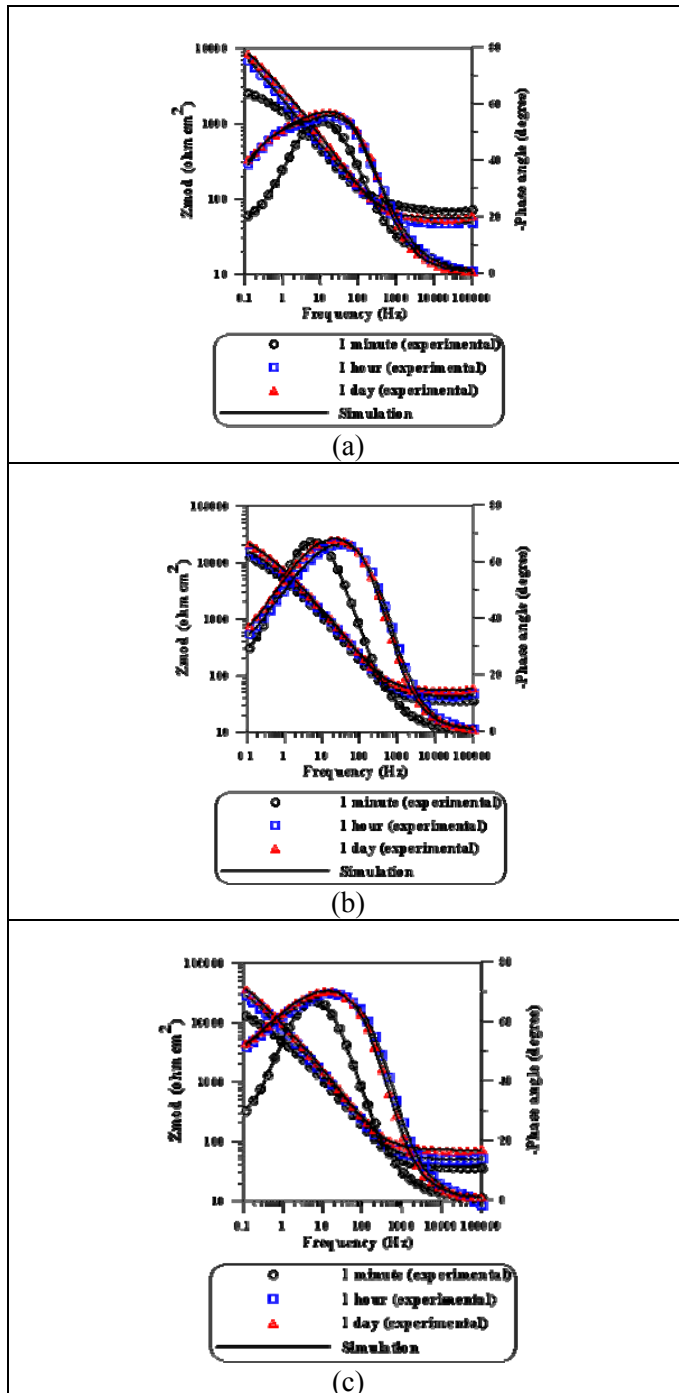 10000
1000
100
10
Zmod (ohm cm²)
80
60
40
20
0
-Phase angle (degree)
0.1 1 10 100 1000 10000 100000
Frequency (Hz)
1 minute (experimental)
1 hour (experimental)
1 day (experimental)
Simulation
(a)
100000
10000
1000
100
10
Zmod (ohm cm²)
80
60
40
20
0
-Phase angle (degree)
0.1 1 10 100 1000 10000 100000
Frequency (Hz)
1 minute (experimental)
1 hour (experimental)
1 day (experimental)
Simulation
(b)
100000
10000
1000
100
10
Zmod (ohm cm²)
80
60
40
20
0
-Phase angle (degree)
0.1 1 10 100 1000 10000 100000
Frequency (Hz)
1 minute (experimental)
1 hour (experimental)
1 day (experimental)
Simulation
(c)